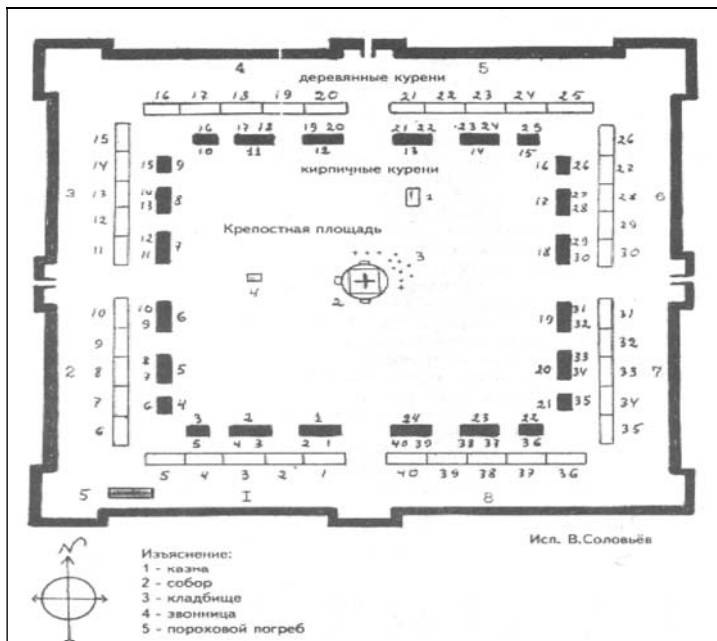 4 5
деревянные курени
16 17 18 19 20 21 22 23 24 25
16 17 18 19 20 21 22 23 24 25
10 11 12 13 14 15
15 26
14 15 9 16 26 27
кирпичные курени
3 13 14 13 8 1 17 27 28 28 6
12 29
Крепостная площадь
11 12 11 7 3 18 29 30 30
4 2
10 10 9 6 19 31 32 31
9 32
2 8 8 7 5 20 33 34 33 7
7 6 4 21 35 34
6 35
3 2 1 24 23 22
5 4 3 2 1 40 39 38 37 36
5 4 3 2 1 40 39 38 37 36
5 I 8
Исп. В.Соловьёв
Изъяснение:
1 - казна
2 - собор
3 - кладбище
4 - звонница
5 - пороховой погреб